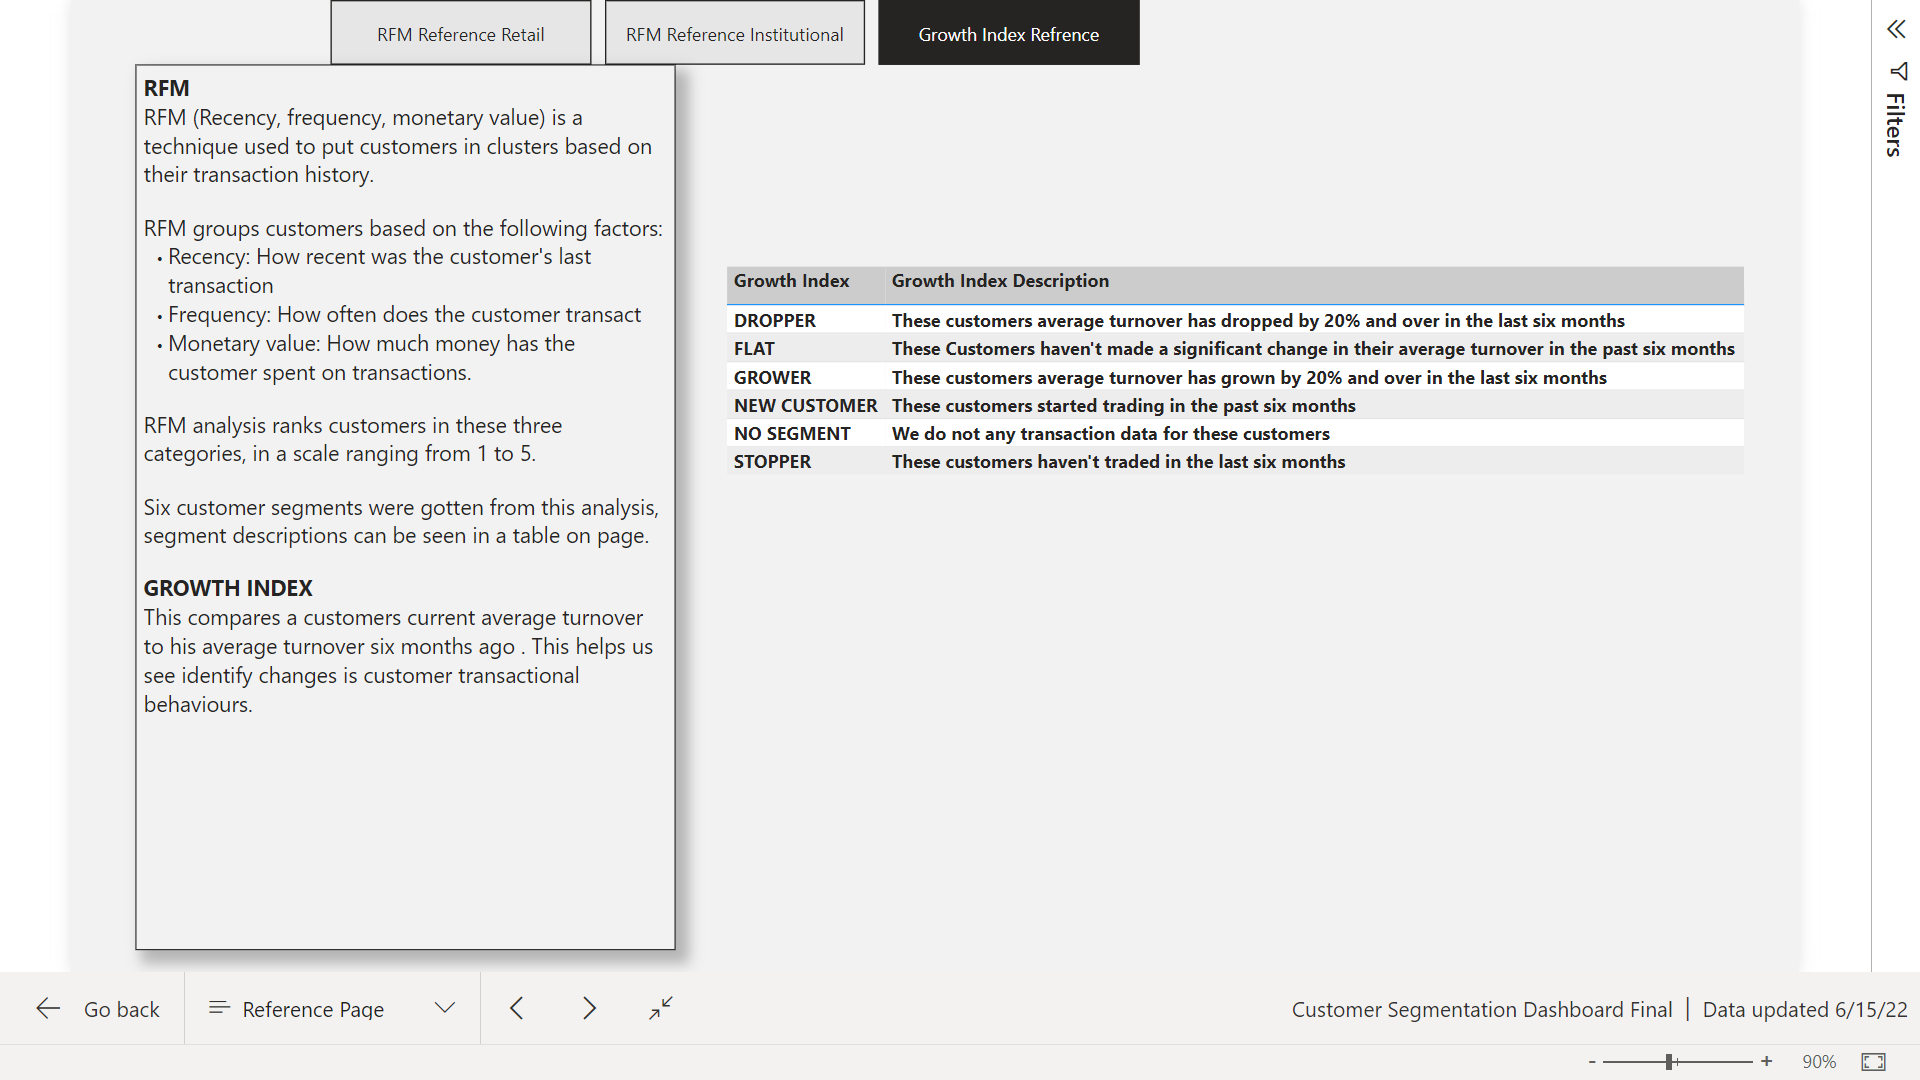 RFM Reference Retail
RFM Reference Institutional
Growth Index Refrence
RFM
RFM (Recency, frequency, monetary value) is a
technique used to put customers in clusters based on
their transaction history.
RFM groups customers based on the following factors:
• Recency: How recent was the customer's last
transaction
• Frequency: How often does the customer transact
• Monetary value: How much money has the
customer spent on transactions.
RFM analysis ranks customers in these three
categories, in a scale ranging from 1 to 5.
Six customer segments were gotten from this analysis,
segment descriptions can be seen in a table on page.
GROWTH INDEX
This compares a customers current average turnover
to his average turnover six months ago . This helps us
see identify changes is customer transactional
behaviours.
Growth Index Growth Index Description
DROPPER These customers average turnover has dropped by 20% and over in the last six months
FLAT These Customers haven't made a significant change in their average turnover in the past six months
GROWER These customers average turnover has grown by 20% and over in the last six months
NEW CUSTOMER These customers started trading in the past six months
NO SEGMENT We do not any transaction data for these customers
STOPPER These customers haven't traded in the last six months
Filters
Go back
Reference Page
Customer Segmentation Dashboard Final | Data updated 6/15/22
- + 90%